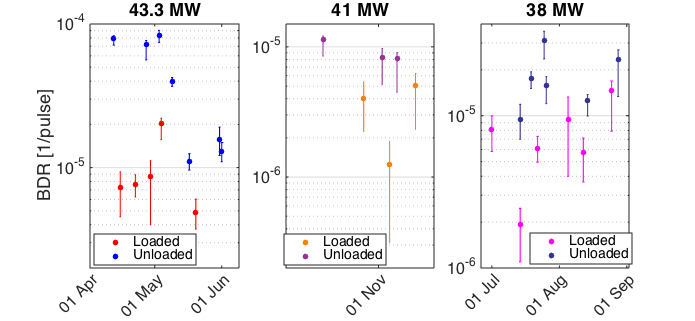 43.3 MW
41 MW
38 MW
BDR [1/pulse]
10^-4
10^-5
Loaded
Unloaded
01 Apr
01 May
01 Jun
10^-5
10^-6
Loaded
Unloaded
01 Nov
10^-5
10^-6
Loaded
Unloaded
01 Jul
01 Aug
01 Sep